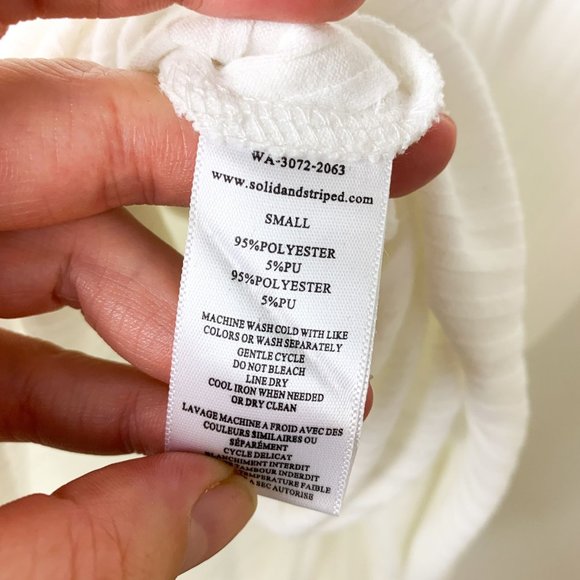 WA-3072-2063
www.solidandstriped.com
SMALL
95%POLYESTER
5%PU
95%POLYESTER
5%PU
MACHINE WASH COLD WITH LIKE
COLORS OR WASH SEPARATELY
GENTLE CYCLE
DO NOT BLEACH
LINE DRY
COOL IRON WHEN NEEDED
OR DRY CLEAN
LAVAGE MACHINE A FROID AVEC DES
COULEURS SIMILAIRES OU
SÉPARÉMENT
CYCLE DELICAT
BLANCHIMENT INTERDIT
TAMBOUR INTERDIT
TEMPERATURE FAIBLE
A SEC AUTORISE